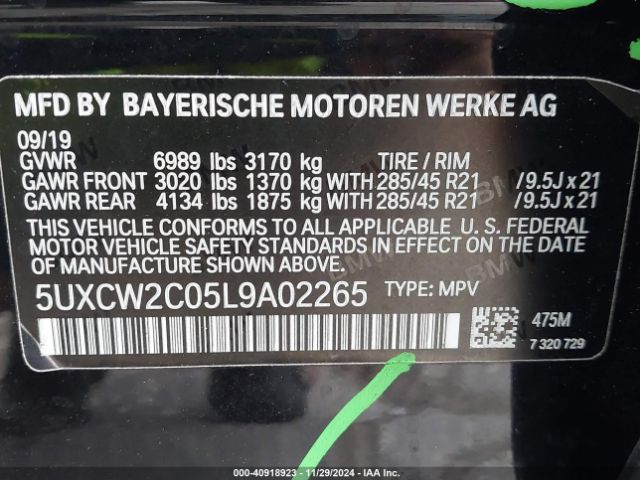 MFD BY BAYERISCHE MOTOREN WERKE AG
09/19
GVWR 6989 lbs 3170 kg TIRE / RIM
GAWR FRONT 3020 lbs 1370 kg WITH 285/45 R21 / 9.5J x 21
GAWR REAR 4134 lbs 1875 kg WITH 285/45 R21 / 9.5J x 21
THIS VEHICLE CONFORMS TO ALL APPLICABLE U. S. FEDERAL
MOTOR VEHICLE SAFETY STANDARDS IN EFFECT ON THE DATE
OF MANUFACTURE SHOWN ABOVE.
5UXCW2C05L9A02265 TYPE: MPV
475M
7 320 729
000-40918923 - 11/29/2024 - IAA Inc. Copyright